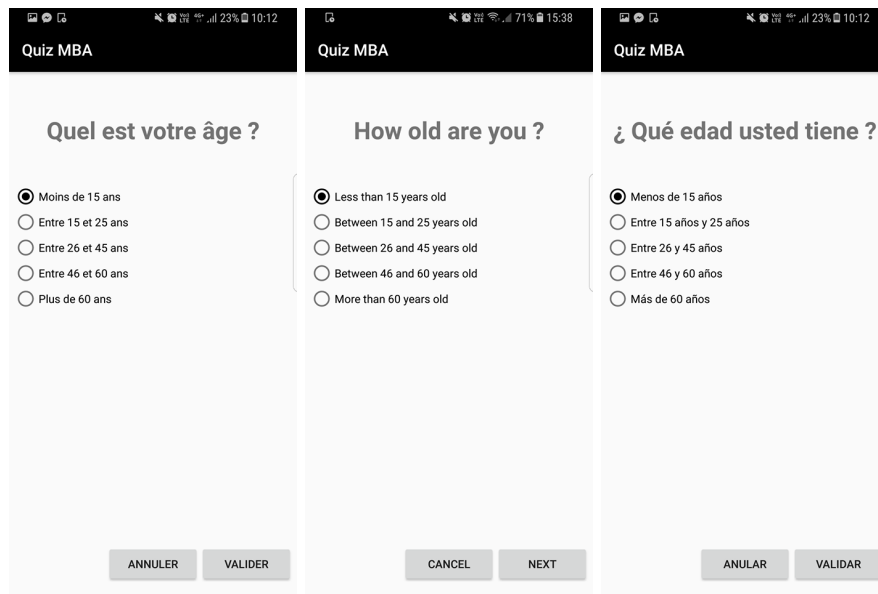 VoLTE 4G+ 23% 10:12
Quiz MBA
Quel est votre âge ?
Moins de 15 ans
Entre 15 et 25 ans
Entre 26 et 45 ans
Entre 46 et 60 ans
Plus de 60 ans
ANNULER VALIDER
VoLTE 71% 15:38
Quiz MBA
How old are you ?
Less than 15 years old
Between 15 and 25 years old
Between 26 and 45 years old
Between 46 and 60 years old
More than 60 years old
CANCEL NEXT
VoLTE 4G+ 23% 10:12
Quiz MBA
¿ Qué edad usted tiene ?
Menos de 15 años
Entre 15 años y 25 años
Entre 26 y 45 años
Entre 46 y 60 años
Más de 60 años
ANULAR VALIDAR